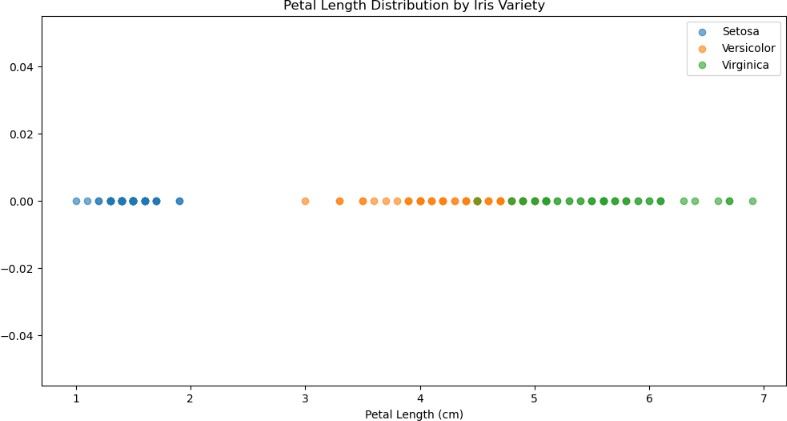 Petal Length Distribution by Iris Variety
Setosa
Versicolor
Virginica
0.04
0.02
0.00
−0.02
−0.04
1 2 3 4 5 6 7
Petal Length (cm)